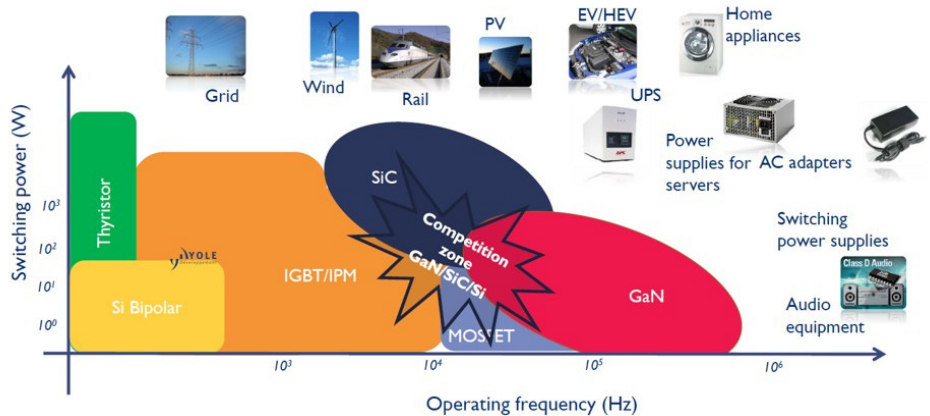 EV/HEV
Home
appliances
PV
Grid
Wind
Rail
UPS
Power
supplies for AC adapters
servers
Switching power (W)
Thyristor
SiC
10³
10²
10¹
10⁰
YOLE
Si Bipolar
IGBT/IPM
Competition
zone
GaN/SiC/Si
MOSFET
GaN
Switching
power supplies
Class D Audio
Audio
equipment
10³
10⁴
10⁵
10⁶
Operating frequency (Hz)